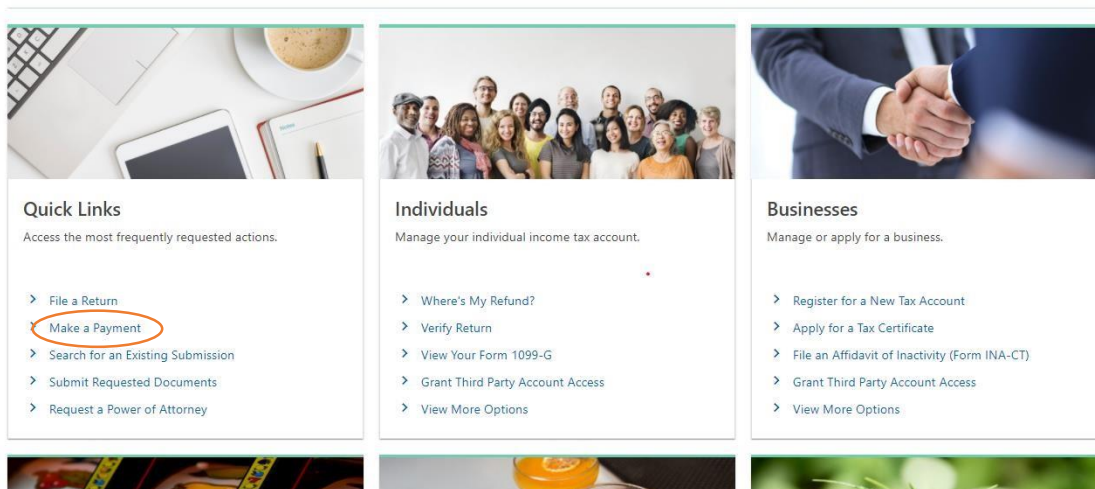 Quick Links
Access the most frequently requested actions.
File a Return
Make a Payment
Search for an Existing Submission
Submit Requested Documents
Request a Power of Attorney
Individuals
Manage your individual income tax account.
Where's My Refund?
Verify Return
View Your Form 1099-G
Grant Third Party Account Access
View More Options
Businesses
Manage or apply for a business.
Register for a New Tax Account
Apply for a Tax Certificate
File an Affidavit of Inactivity (Form INA-CT)
Grant Third Party Account Access
View More Options